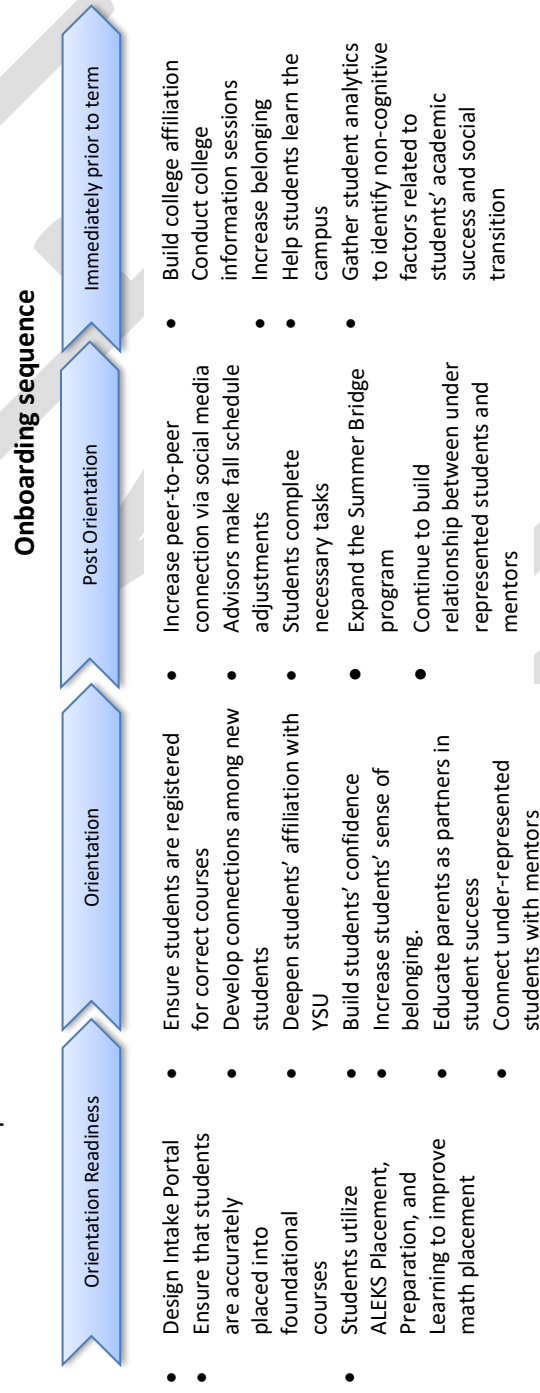 Onboarding sequence
Orientation Readiness
• Design Intake Portal
• Ensure that students
are accurately
placed into
foundational
courses
• Students utilize
ALEKS Placement,
Preparation, and
Learning to improve
math placement
Orientation
• Ensure students are registered
for correct courses
• Develop connections among new
students
• Deepen students’ affiliation with
YSU
• Build students’ confidence
• Increase students’ sense of
belonging.
• Educate parents as partners in
student success
• Connect under-represented
students with mentors
Post Orientation
• Increase peer-to-peer
connection via social media
• Advisors make fall schedule
adjustments
• Students complete
necessary tasks
• Expand the Summer Bridge
program
• Continue to build
relationship between under
represented students and
mentors
Immediately prior to term
• Build college affiliation
Conduct college
information sessions
• Increase belonging
• Help students learn the
campus
• Gather student analytics
to identify non-cognitive
factors related to
students’ academic
success and social
transition